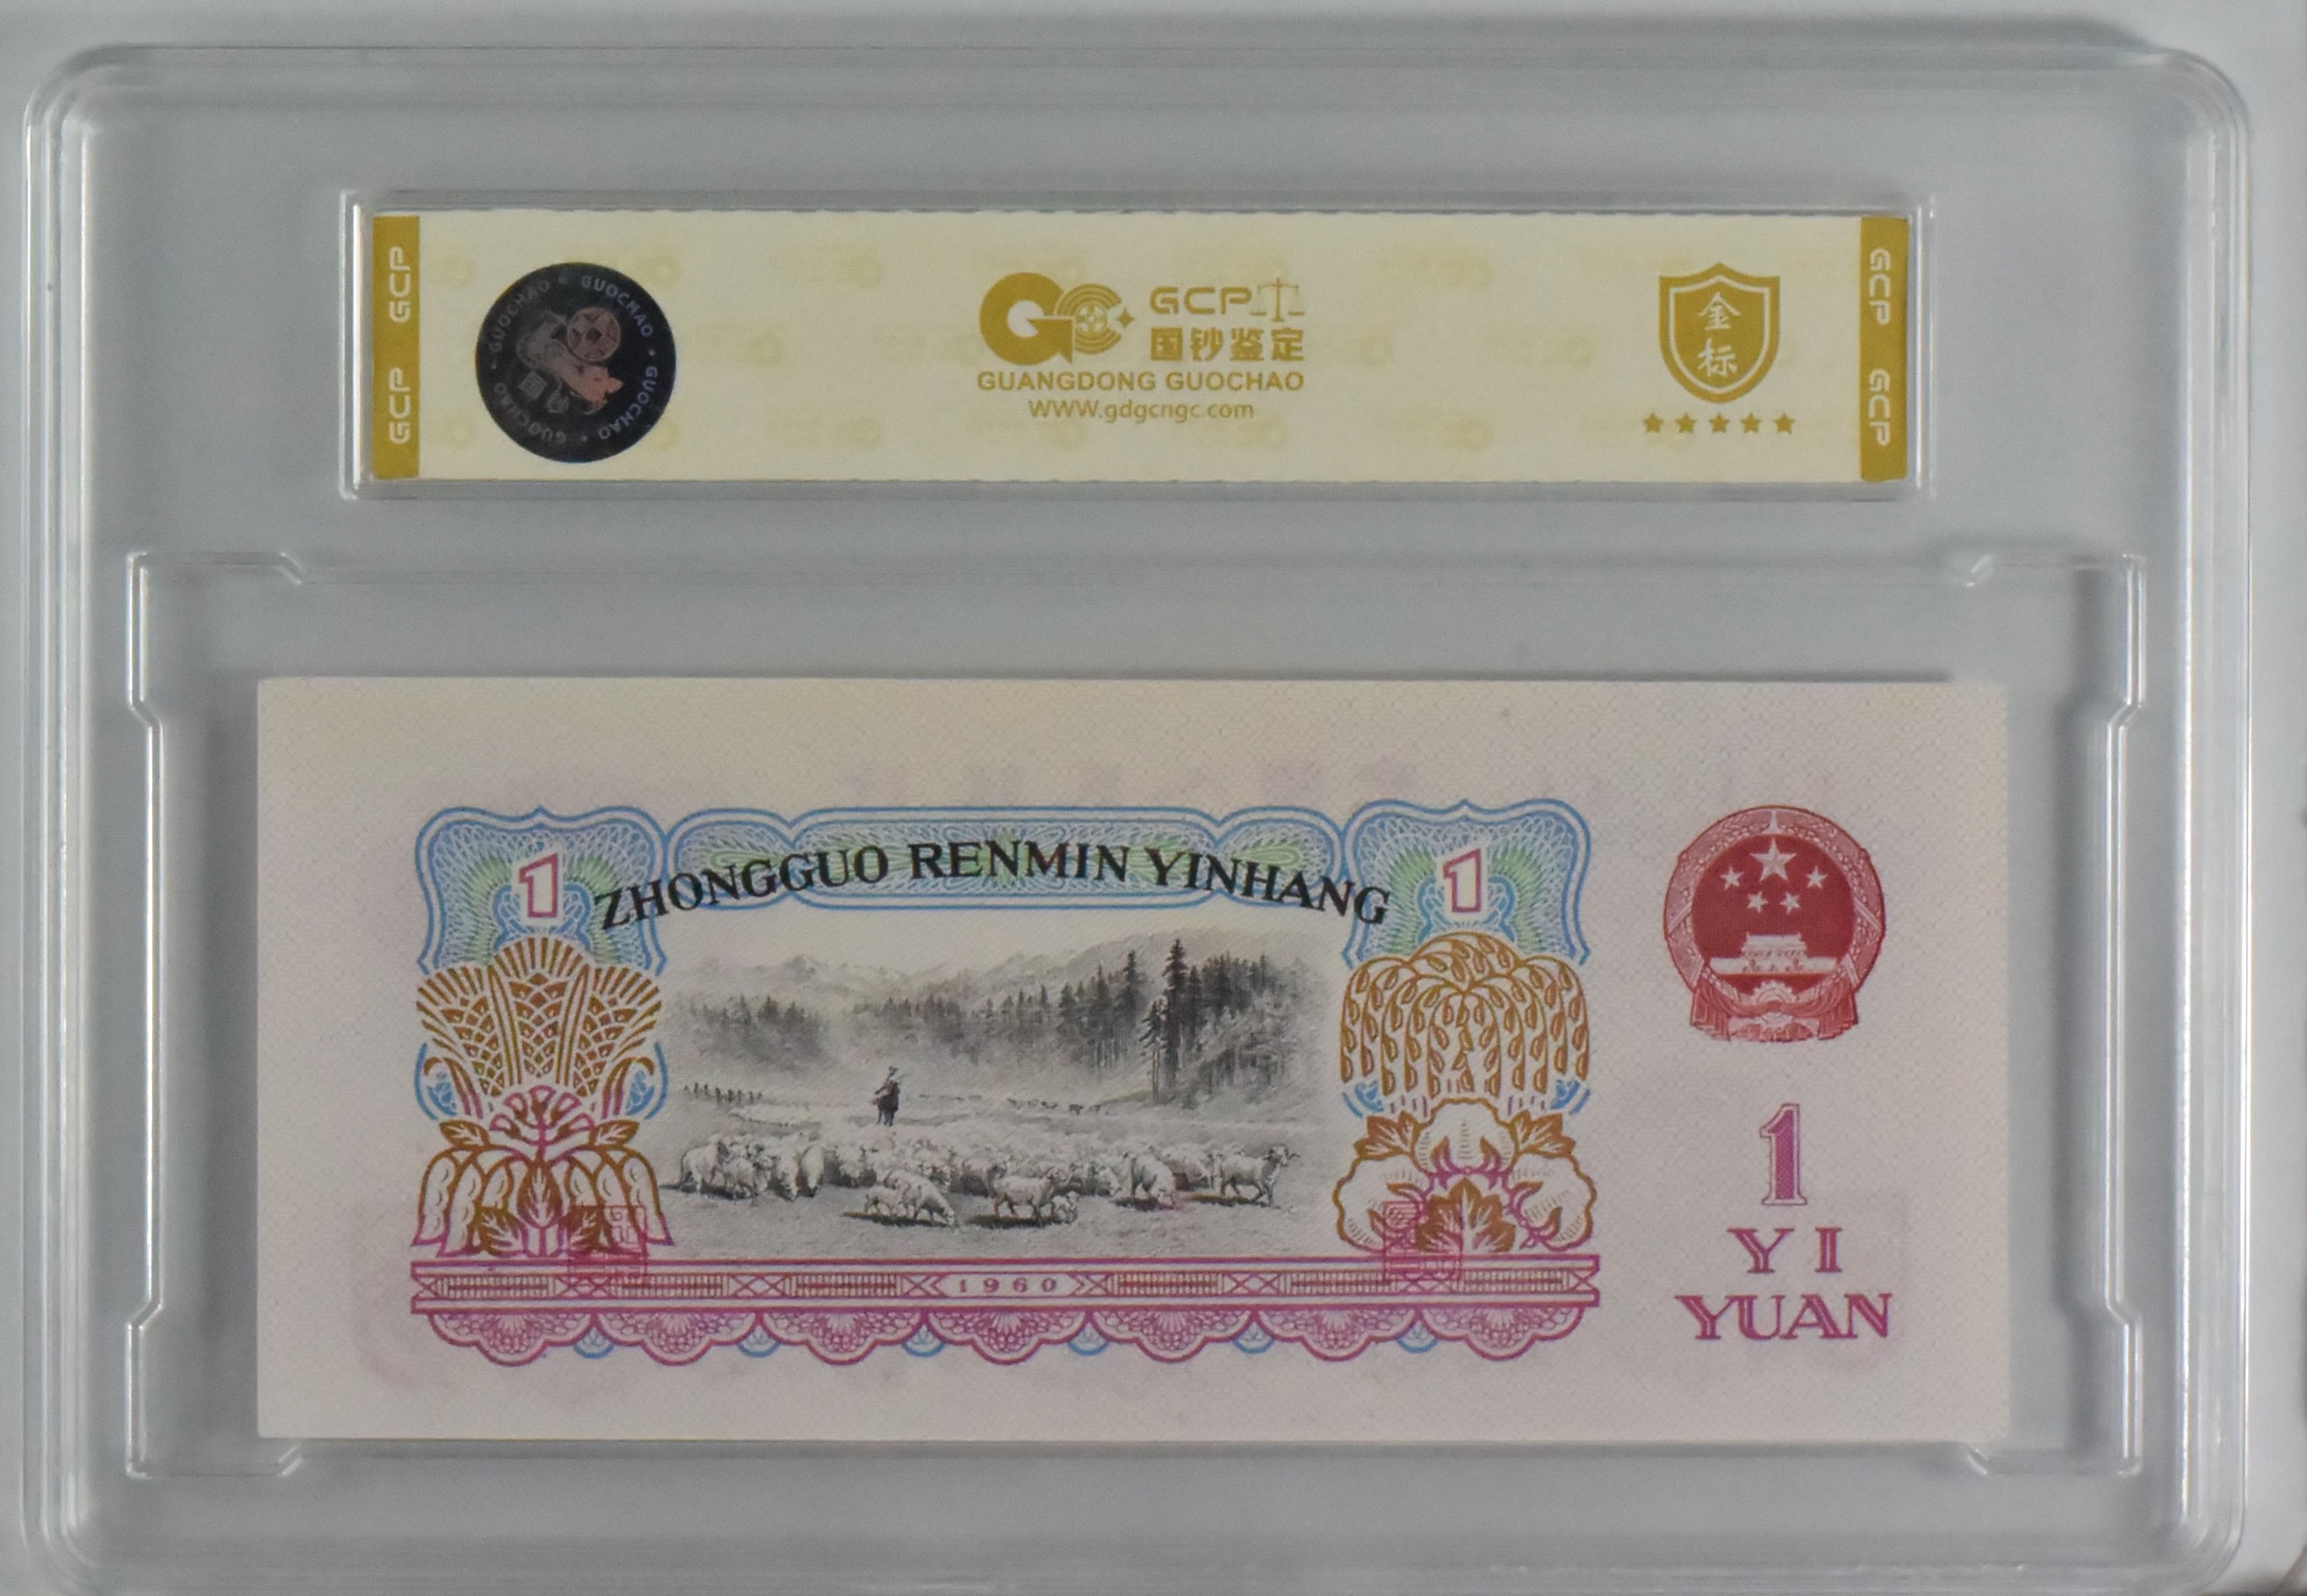 GCP GCP
GUOCHAO • GUOCHAO • GUOCHAO • GUOCHAO
GCP
国钞鉴定
GUANGDONG GUOCHAO
WWW.gdgcngc.com
金标
GCP GCP
ZHONGGUO RENMIN YINHANG
1
1
1
YI
YUAN
1960